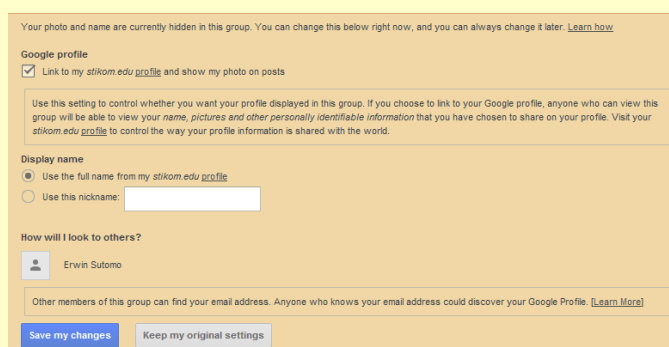 Your photo and name are currently hidden in this group. You can change this below right now, and you can always change it later. Learn how
Google profile
Link to my stikom.edu profile and show my photo on posts
Use this setting to control whether you want your profile displayed in this group. If you choose to link to your Google profile, anyone who can view this
group will be able to view your name, pictures and other personally identifiable information that you have chosen to share on your profile. Visit your
stikom.edu profile to control the way your profile information is shared with the world.
Display name
Use the full name from my stikom.edu profile
Use this nickname:
How will I look to others?
Erwin Sutomo
Other members of this group can find your email address. Anyone who knows your email address could discover your Google Profile. [Learn More]
Save my changes Keep my original settings